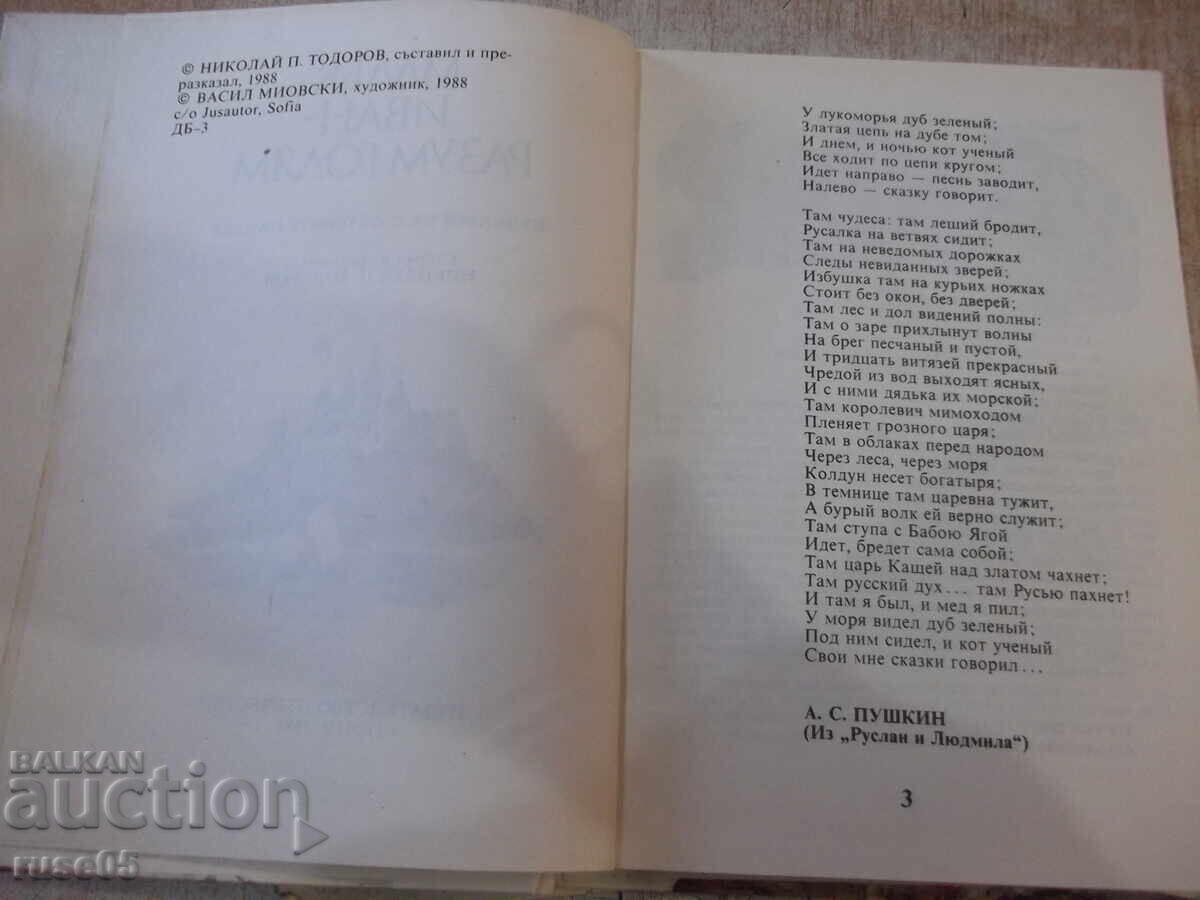 © НИКОЛАЙ П. ТОДОРОВ, съставил и пре-
разказал, 1988
© ВАСИЛ МИОВСКИ, художник, 1988
c/o Jusautor, Sofia
ДБ-3
У лукоморья дуб зеленый;
Златая цепь на дубе том;
И днем, и ночью кот ученый
Все ходит по цепи кругом;
Идет направо — песнь заводит,
Налево — сказку говорит.
Там чудеса: там леший бродит,
Русалка на ветвях сидит;
Там на неведомых дорожках
Следы невиданных зверей;
Избушка там на курьих ножках
Стоит без окон, без дверей;
Там лес и дол видений полны:
Там о заре прихлынут волны
На брег песчаный и пустой,
И тридцать витязей прекрасный
Чредой из вод выходят ясных,
И с ними дядька их морской;
Там королевич мимоходом
Пленяет грозного царя;
Там в облаках перед народом
Через леса, через моря
Колдун несет богатыря;
В темнице там царевна тужит,
А бурый волк ей верно служит;
Там ступа с Бабою Ягой
Идет, бредет сама собой;
Там царь Кащей над златом чахнет;
Там русский дух... там Русью пахнет!
И там я был, и мед я пил;
У моря видел дуб зеленый;
Под ним сидел, и кот ученый
Свои мне сказки говорил...
А. С. ПУШКИН
(Из „Руслан и Людмила“)
3
BALKAN
auction
ruse05